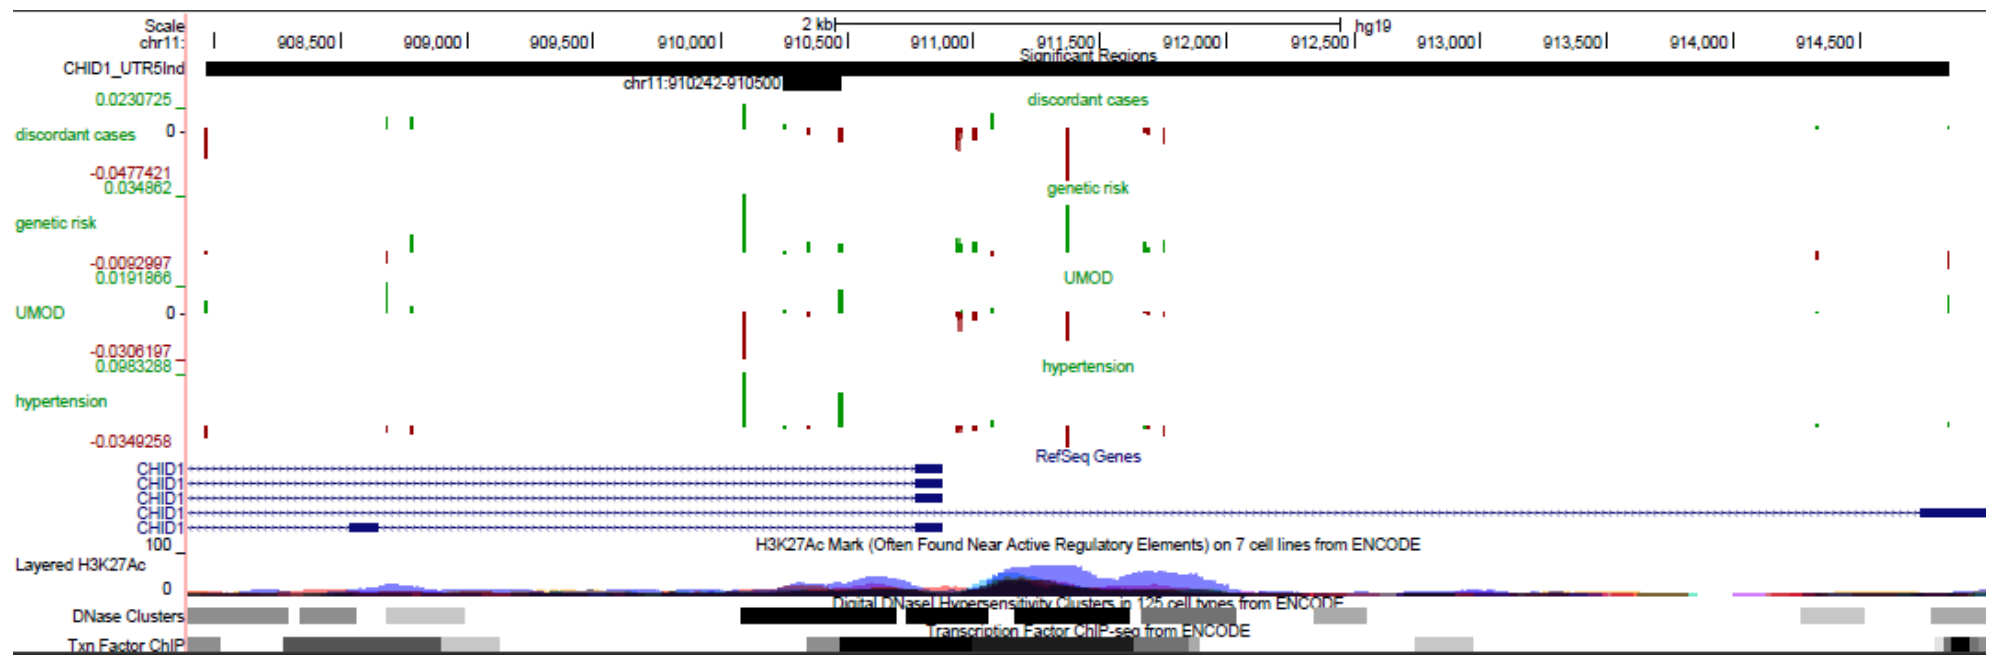 Scale 2 kb hg19
chr11: 908,500 909,000 909,500 910,000 910,500 911,000 911,500 912,000 912,500 913,000 913,500 914,000 914,500
Significant Regions
CHID1_UTR5Ind
chr11:910242-910500
0.0230725 _ discordant cases
discordant cases 0 -
-0.0477421 _
0.034862 _ genetic risk
genetic risk
-0.0092997
0.0191866 _ UMOD
UMOD 0 -
-0.0306197 _
0.0983288 _ hypertension
hypertension
-0.0349258
RefSeq Genes
CHID1
CHID1
CHID1
CHID1
CHID1
100 _ H3K27Ac Mark (Often Found Near Active Regulatory Elements) on 7 cell lines from ENCODE
Layered H3K27Ac
0
Digital DNaseI Hypersensitivity Clusters in 125 cell types from ENCODE
DNase Clusters
Transcription Factor ChIP-seq from ENCODE
Txn Factor ChIP